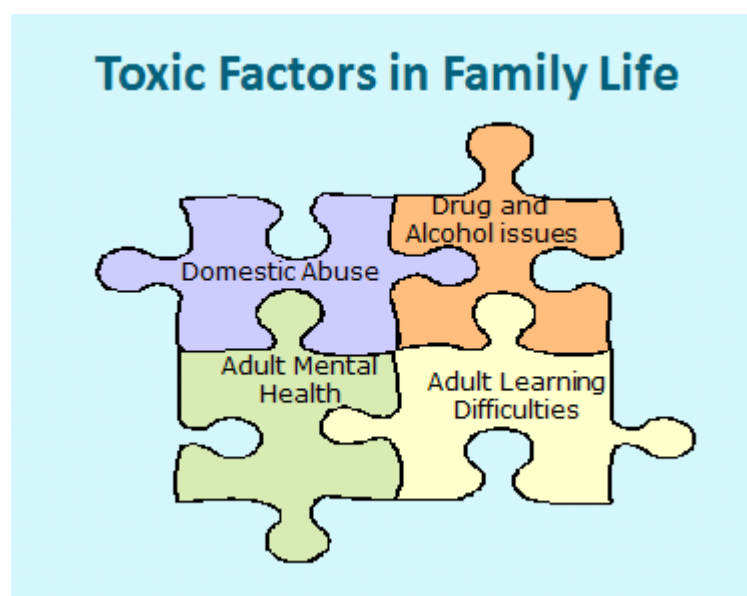 Toxic Factors in Family Life
Drug and
Alcohol issues
Domestic Abuse
Adult Mental
Health
Adult Learning
Difficulties